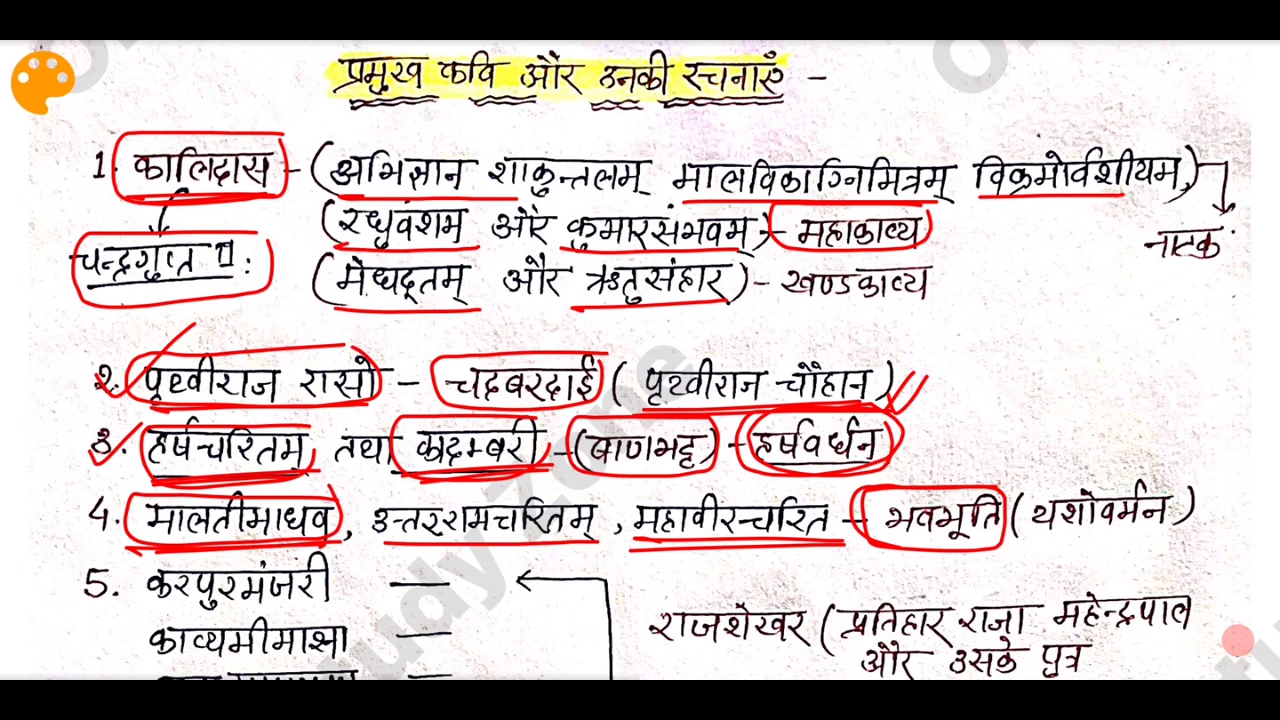 प्रमुख कवि और उनकी रचनाएँ –
1. कालिदास – (अभिज्ञान शाकुन्तलम् मालविकाग्निमित्रम् विक्रमोर्वशीयम्)
नाटक
(रघुवंशम और कुमारसंभवम्) – महाकाव्य
चन्द्रगुप्त II
(मेघदूतम् और ऋतुसंहार) – खण्डकाव्य
2. पृथ्वीराज रासो – चदबरदाई (पृथ्वीराज चौहान)
3. हर्षचरितम् तथा कादम्बरी – (बाणभट्ट) – हर्षवर्धन
4. मालतीमाधव, उत्तररामचरितम्, महावीरचरित – भवभूति (यशोवर्मन)
5. करपुरमंजरी —
काव्यमीमाक्षा —
राजशेखर (प्रतिहार राजा महेन्द्रपाल
और उसके पुत्र